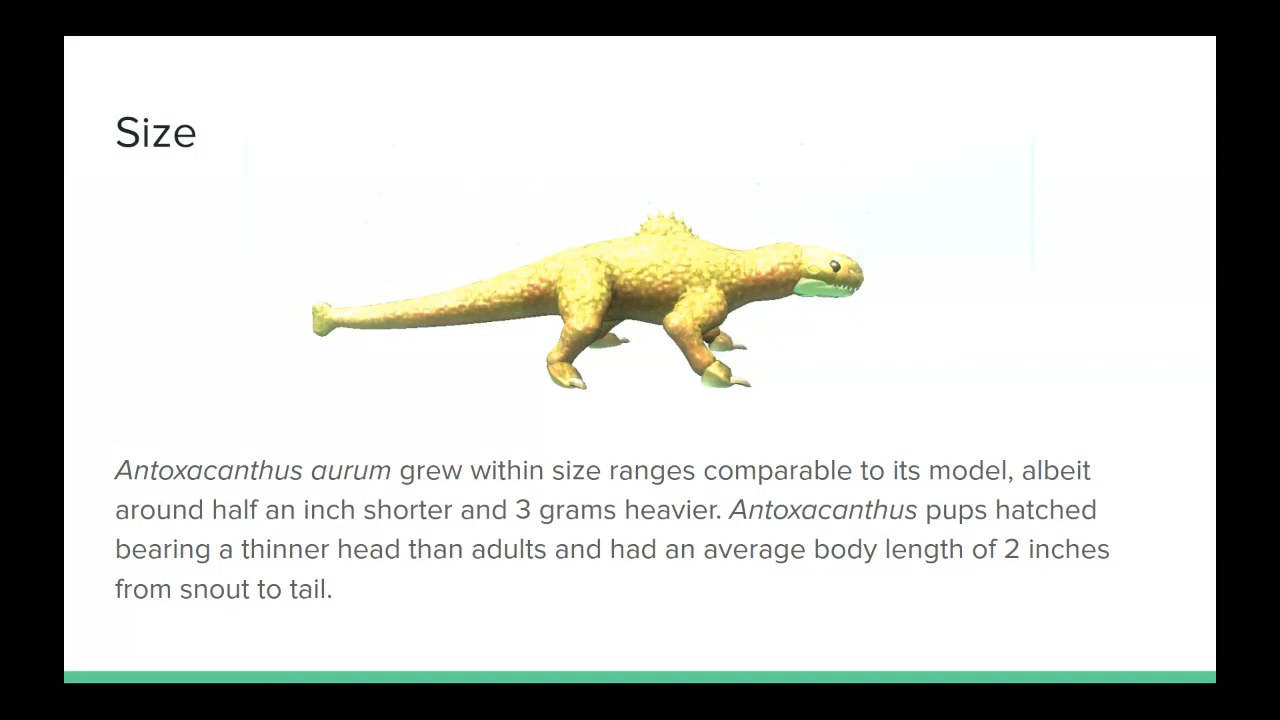 Size
Antoxacanthus aurum grew within size ranges comparable to its model, albeit
around half an inch shorter and 3 grams heavier. Antoxacanthus pups hatched
bearing a thinner head than adults and had an average body length of 2 inches
from snout to tail.